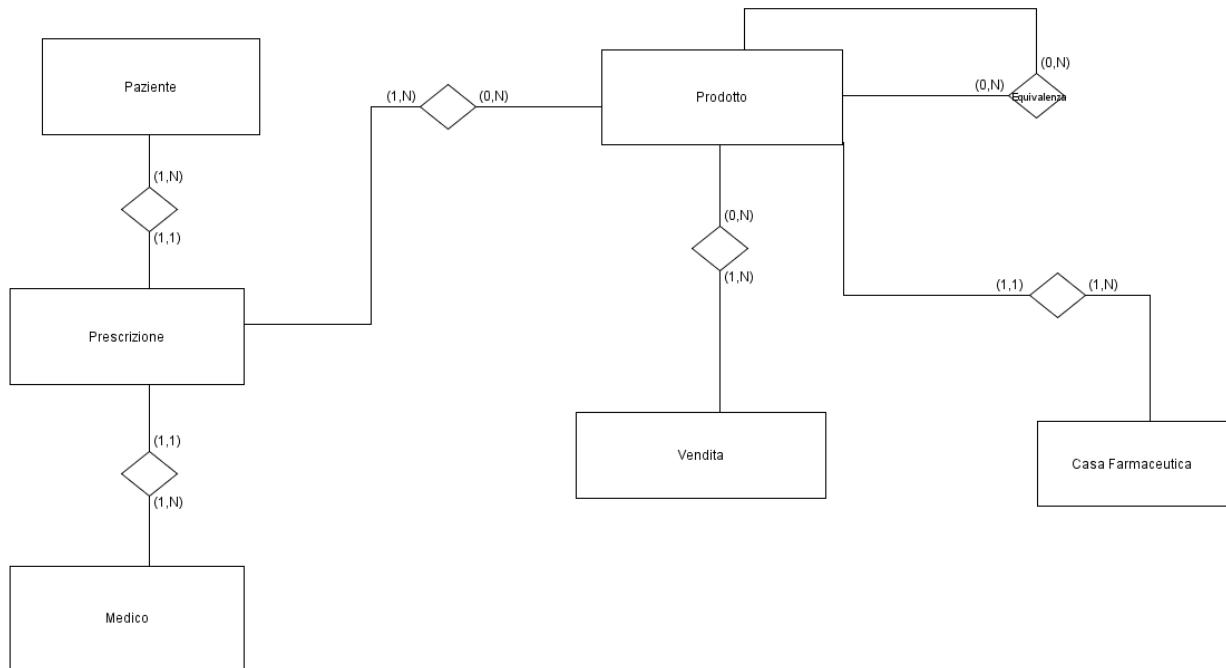 Paziente
(1,N)
(1,1)
Prescrizione
(1,1)
(1,N)
Medico
(1,N)
(0,N)
Prodotto
(0,N)
(0,N)
Equivalenza
(0,N)
(1,N)
Vendita
(1,1)
(1,N)
Casa Farmaceutica